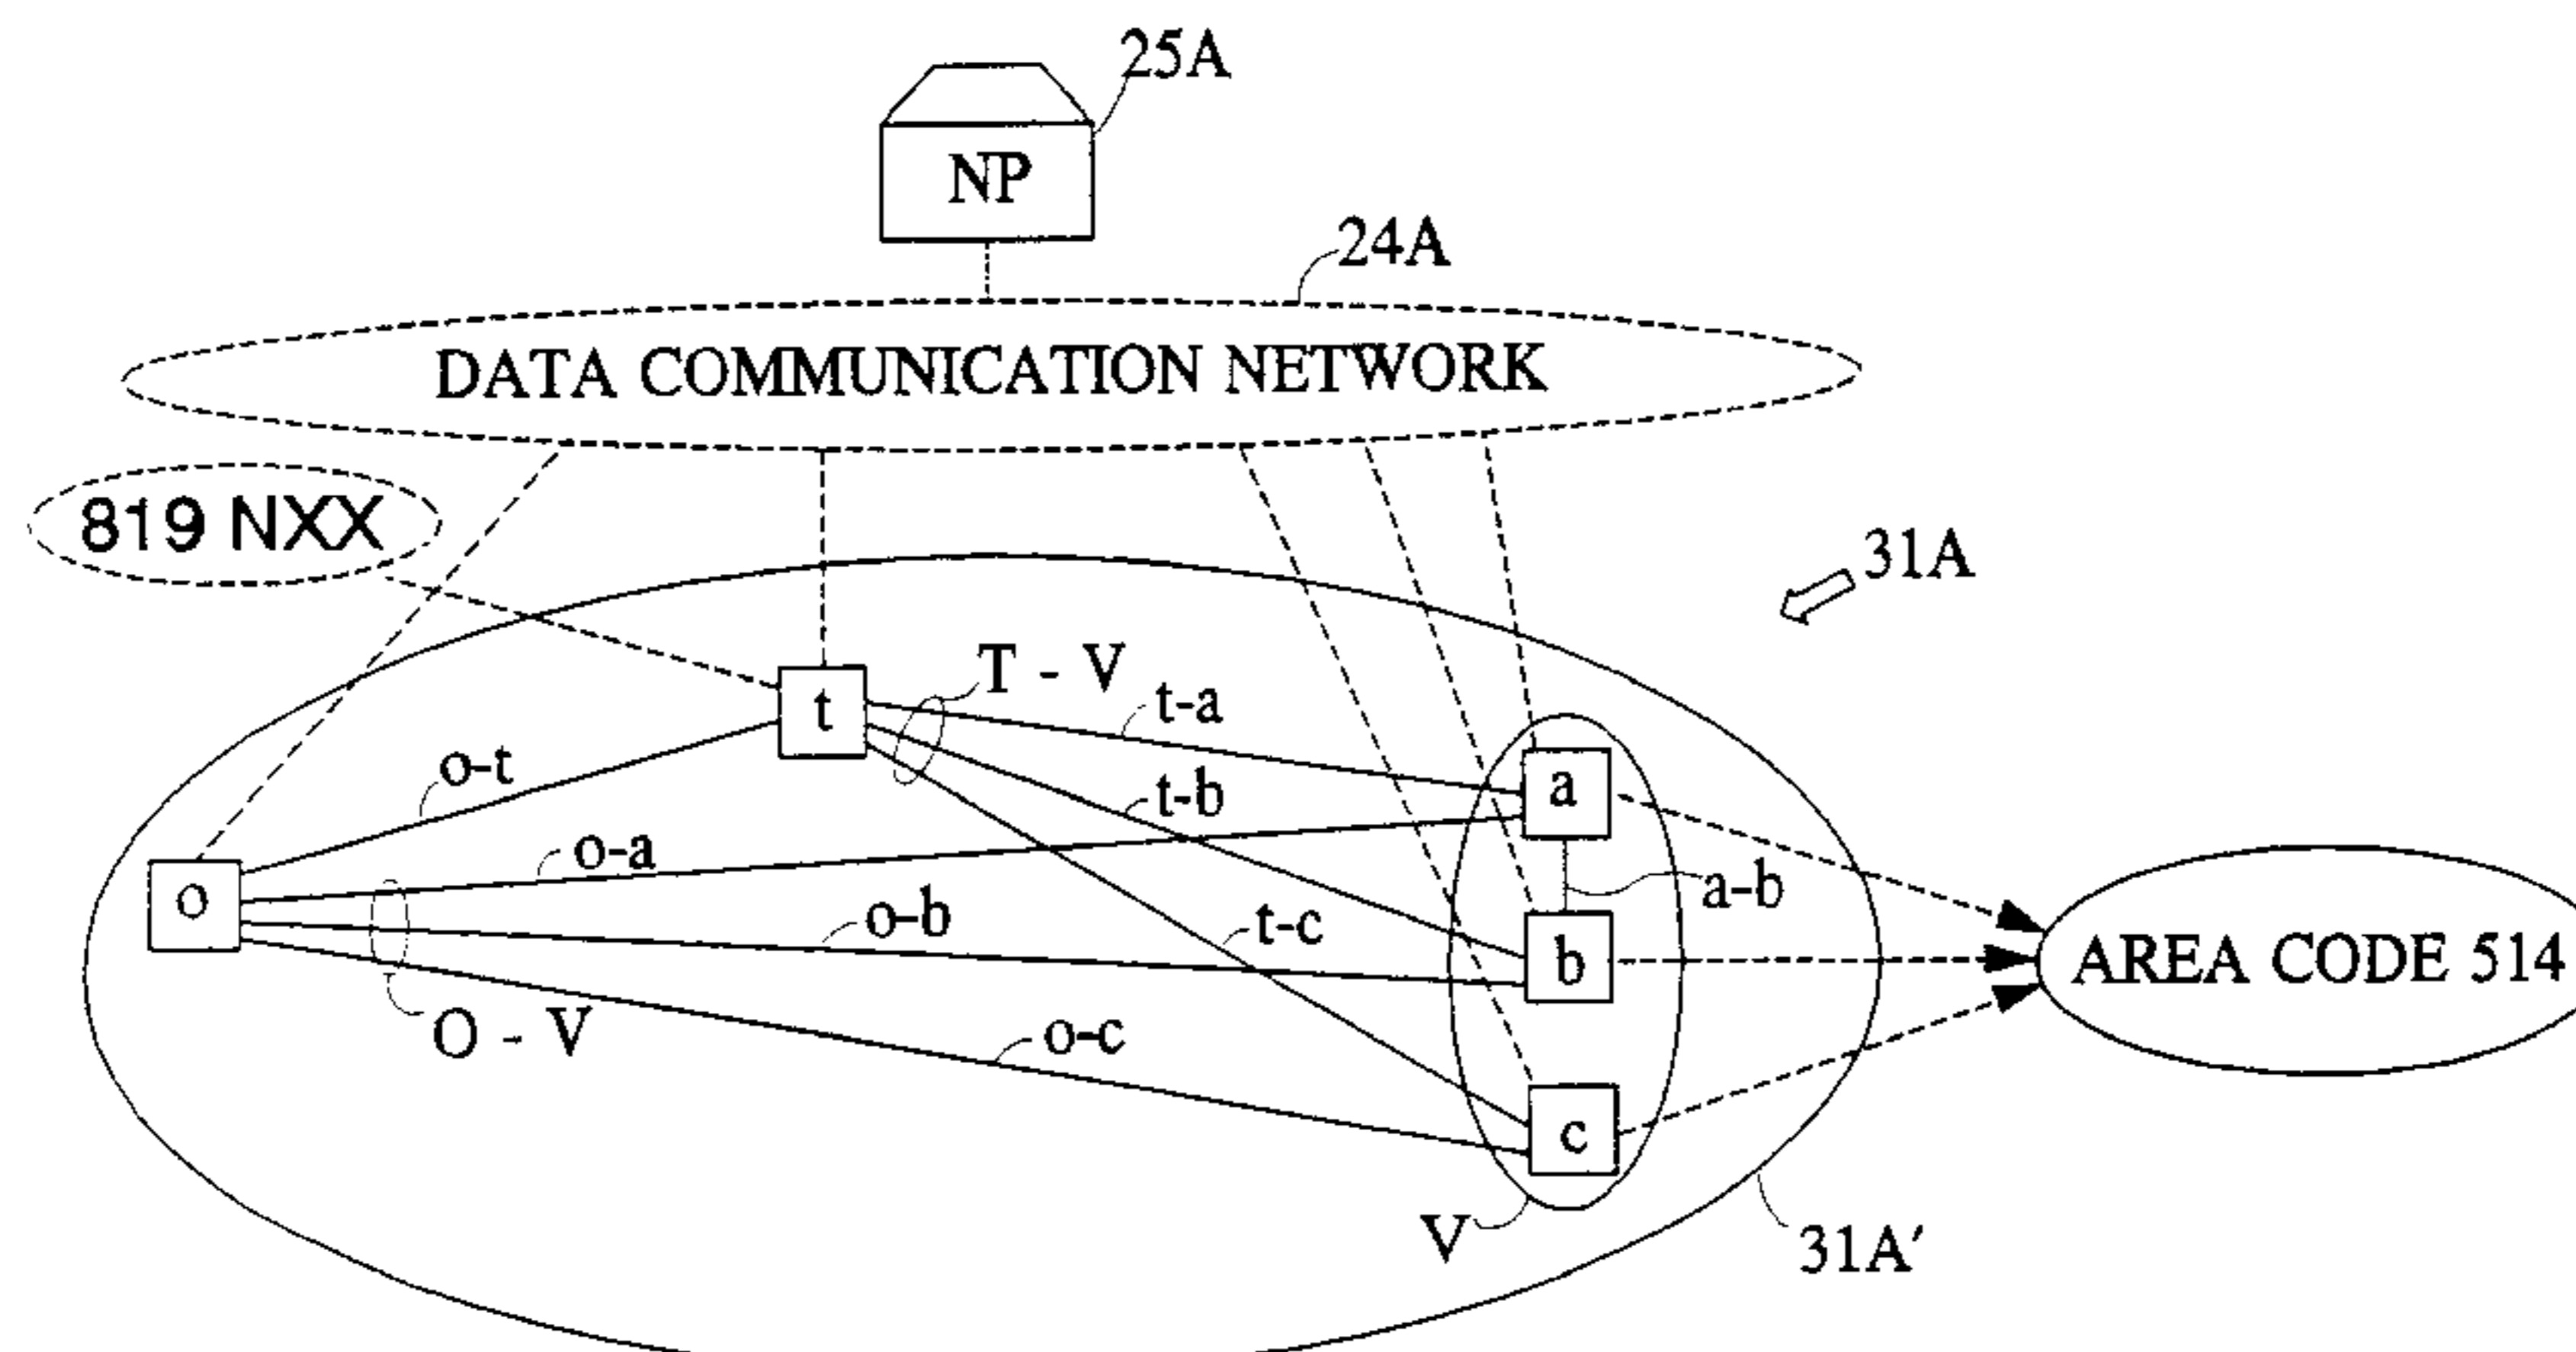 25A
NP
24A
DATA COMMUNICATION NETWORK
819 NXX
31A
T - V
t
t-a
o-t
a
t-b
o-a
a-b
o
o-b
t-c
b
AREA CODE 514
O - V
o-c
c
V
31A'